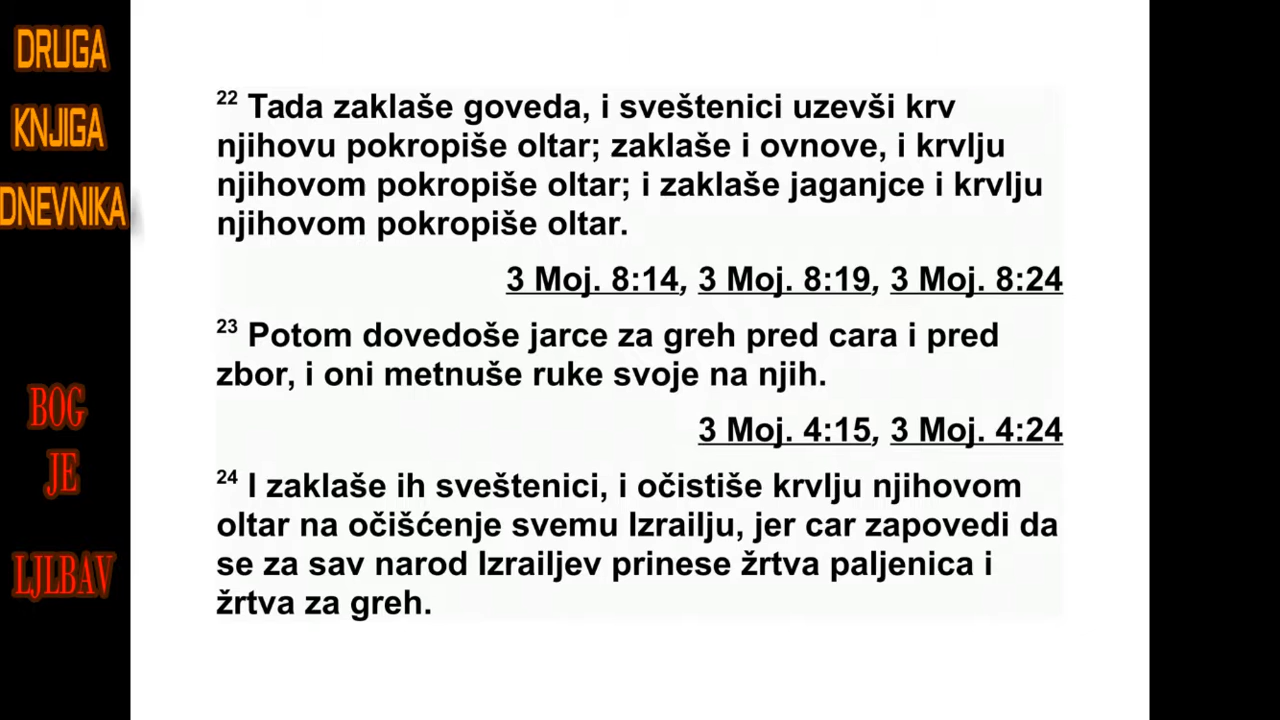 DRUGA
KNJIGA
DNEVNIKA
BOG
JE
LJLBAV
22 Tada zaklaše goveda, i sveštenici uzevši krv
njihovu pokropiše oltar; zaklaše i ovnove, i krvlju
njihovom pokropiše oltar; i zaklaše jaganjce i krvlju
njihovom pokropiše oltar.
3 Moj. 8:14, 3 Moj. 8:19, 3 Moj. 8:24
23 Potom dovedoše jarce za greh pred cara i pred
zbor, i oni metnuše ruke svoje na njih.
3 Moj. 4:15, 3 Moj. 4:24
24 I zaklaše ih sveštenici, i očistiše krvlju njihovom
oltar na očišćenje svemu Izrailju, jer car zapovedi da
se za sav narod Izrailjev prinese žrtva paljenica i
žrtva za greh.